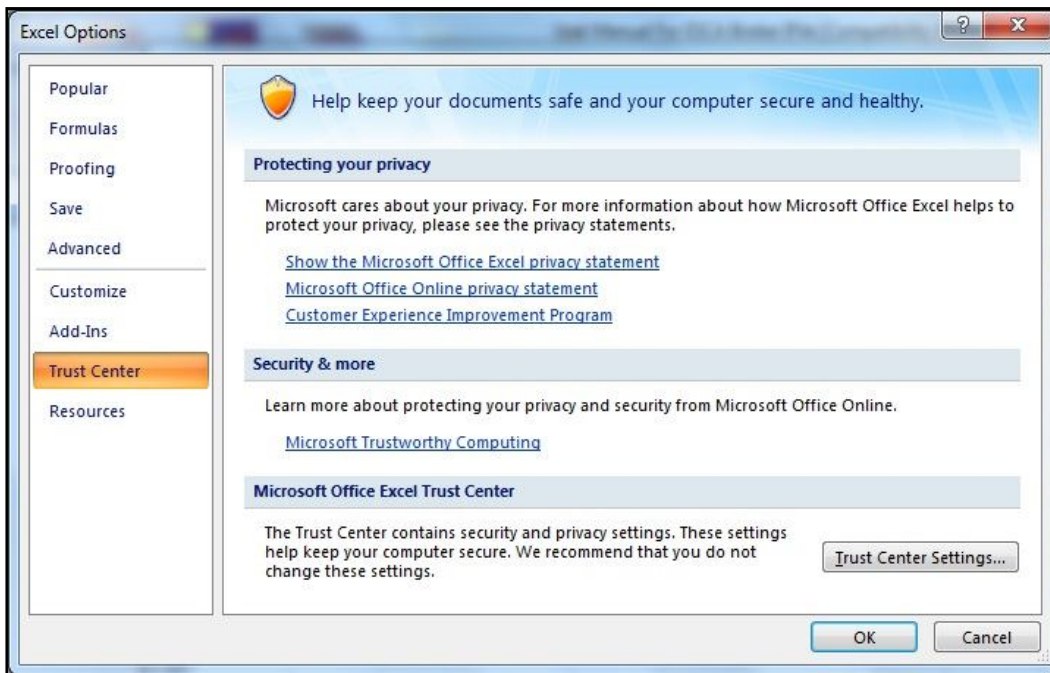 Excel Options
Popular
Formulas
Proofing
Save
Advanced
Customize
Add-Ins
Trust Center
Resources
Help keep your documents safe and your computer secure and healthy.
Protecting your privacy
Microsoft cares about your privacy. For more information about how Microsoft Office Excel helps to
protect your privacy, please see the privacy statements.
Show the Microsoft Office Excel privacy statement
Microsoft Office Online privacy statement
Customer Experience Improvement Program
Security & more
Learn more about protecting your privacy and security from Microsoft Office Online.
Microsoft Trustworthy Computing
Microsoft Office Excel Trust Center
The Trust Center contains security and privacy settings. These settings
help keep your computer secure. We recommend that you do not
change these settings.
Trust Center Settings...
OK
Cancel